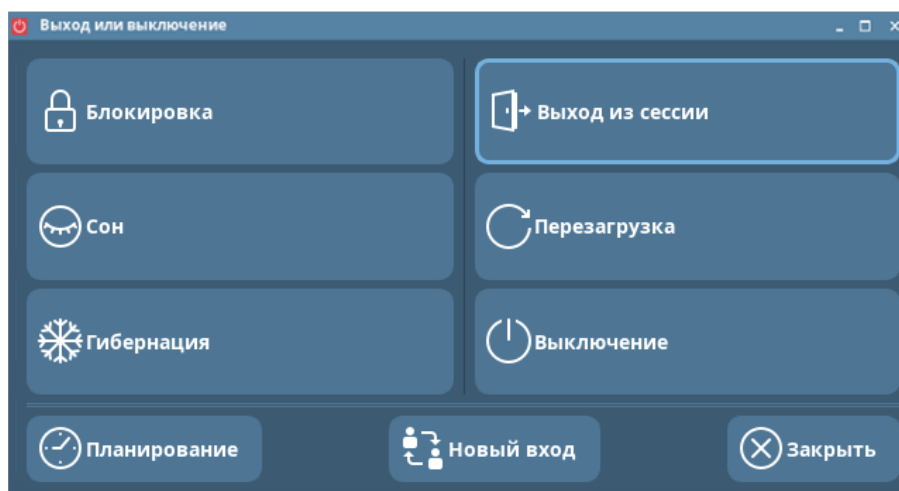 Выход или выключение
Блокировка
Выход из сессии
Сон
Перезагрузка
Гибернация
Выключение
Планирование
Новый вход
Закрыть